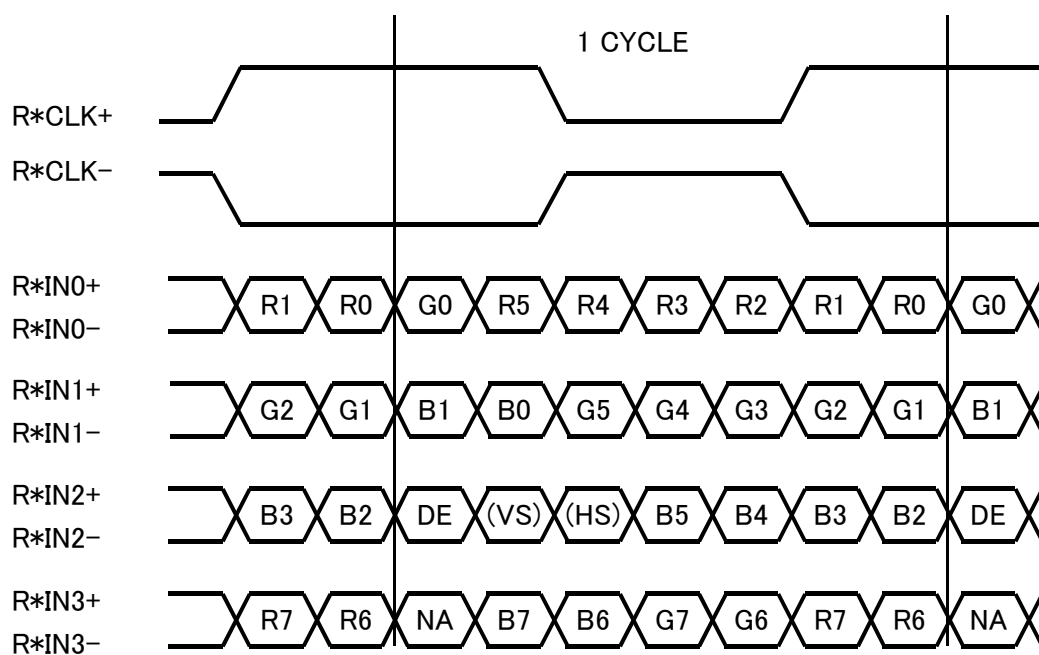 1 CYCLE
R*CLK+
R*CLK−
R*IN0+
R1 R0 G0 R5 R4 R3 R2 R1 R0 G0
R*IN0−
R*IN1+
G2 G1 B1 B0 G5 G4 G3 G2 G1 B1
R*IN1−
R*IN2+
B3 B2 DE (VS) (HS) B5 B4 B3 B2 DE
R*IN2−
R*IN3+
R7 R6 NA B7 B6 G7 G6 R7 R6 NA
R*IN3−